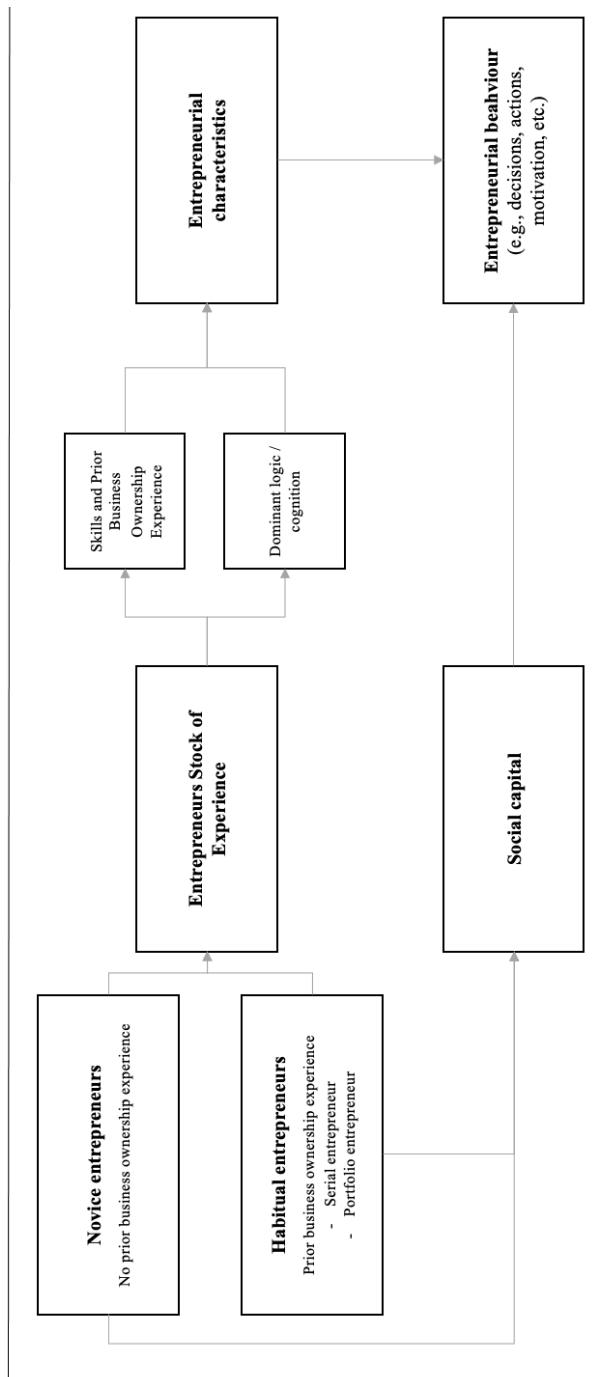 Novice entrepreneurs
No prior business ownership experience
Habitual entrepreneurs
Prior business ownership experience
- Serial entrepreneur
- Portfolio entrepreneur
Entrepreneurs Stock of
Experience
Social capital
Skills and Prior
Business
Ownership
Experience
Dominant logic /
cognition
Entrepreneurial
characteristics
Entrepreneurial beahviour
(e.g., decisions, actions,
motivation, etc.)